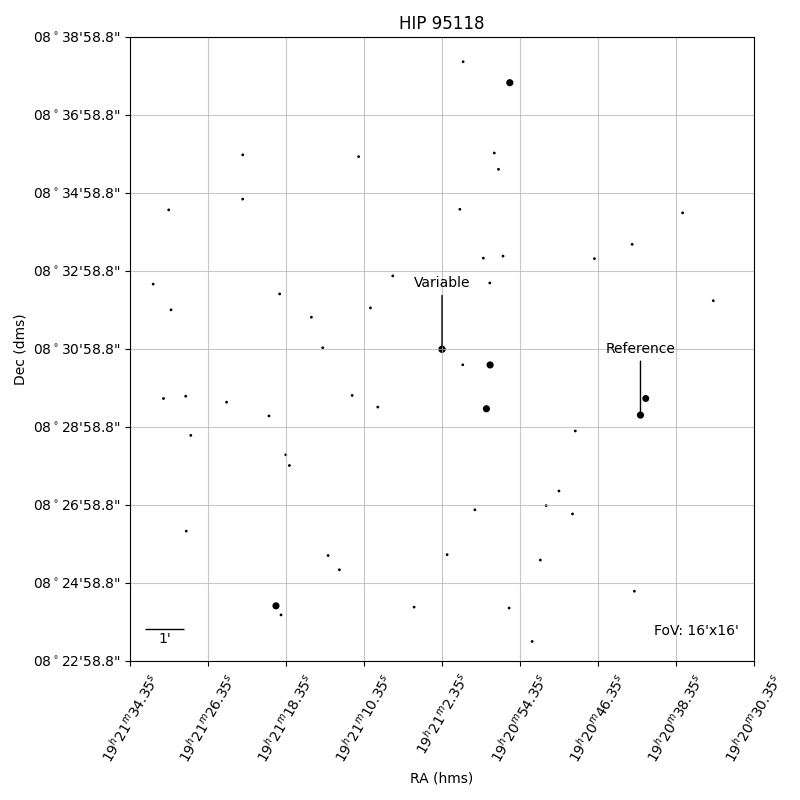 HIP 95118
08°38'58.8"
08°36'58.8"
08°34'58.8"
08°32'58.8"
08°30'58.8"
08°28'58.8"
08°26'58.8"
08°24'58.8"
08°22'58.8"
Dec (dms)
Variable
Reference
1'
FoV: 16'x16'
19ʰ21ᵐ34.35ˢ
19ʰ21ᵐ26.35ˢ
19ʰ21ᵐ18.35ˢ
19ʰ21ᵐ10.35ˢ
19ʰ21ᵐ2.35ˢ
19ʰ20ᵐ54.35ˢ
19ʰ20ᵐ46.35ˢ
19ʰ20ᵐ38.35ˢ
19ʰ20ᵐ30.35ˢ
RA (hms)